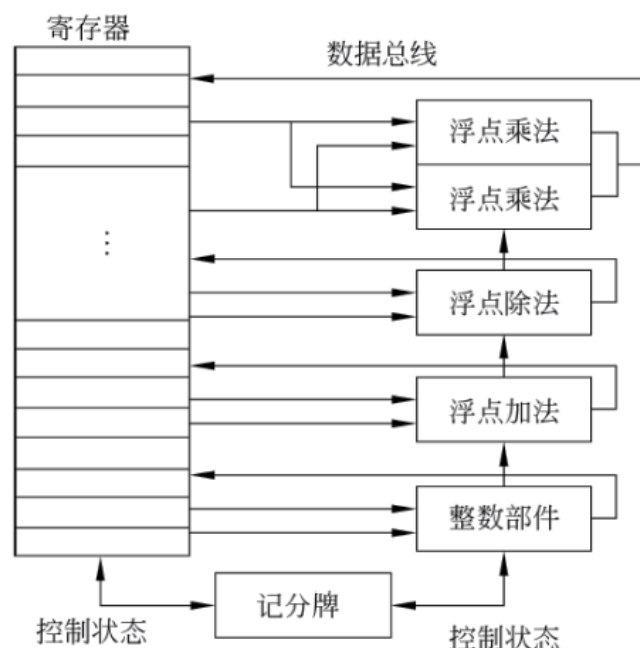 寄存器
数据总线
浮点乘法
浮点乘法
⋮
浮点除法
浮点加法
整数部件
记分牌
控制状态
控制状态